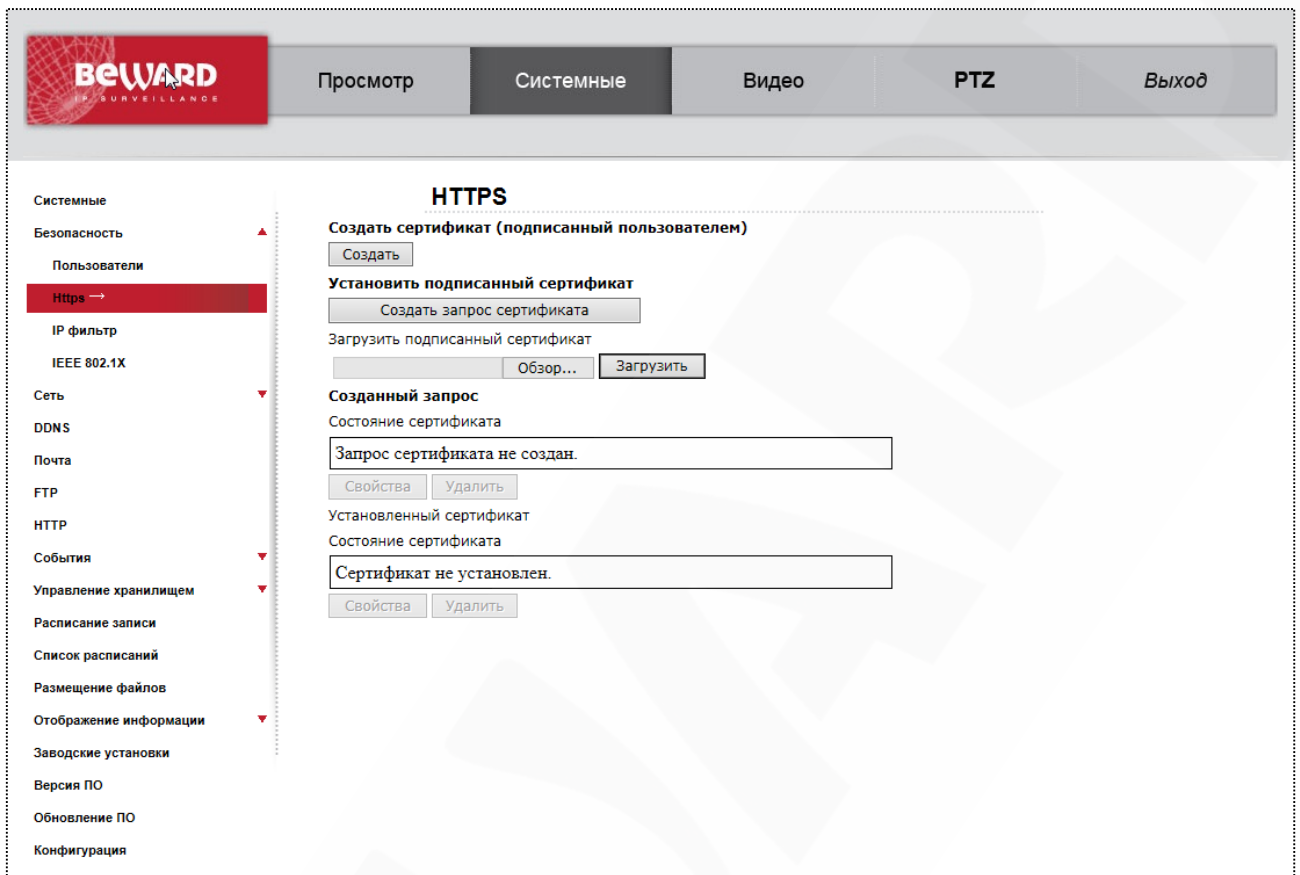 BEWARD
IP SURVEILLANCE
Просмотр Системные Видео PTZ Выход
Системные
Безопасность
Пользователи
Https →
IP фильтр
IEEE 802.1X
Сеть
DDNS
Почта
FTP
HTTP
События
Управление хранилищем
Расписание записи
Список расписаний
Размещение файлов
Отображение информации
Заводские установки
Версия ПО
Обновление ПО
Конфигурация
HTTPS
Создать сертификат (подписанный пользователем)
Создать
Установить подписанный сертификат
Создать запрос сертификата
Загрузить подписанный сертификат
Обзор... Загрузить
Созданный запрос
Состояние сертификата
Запрос сертификата не создан.
Свойства Удалить
Установленный сертификат
Состояние сертификата
Сертификат не установлен.
Свойства Удалить